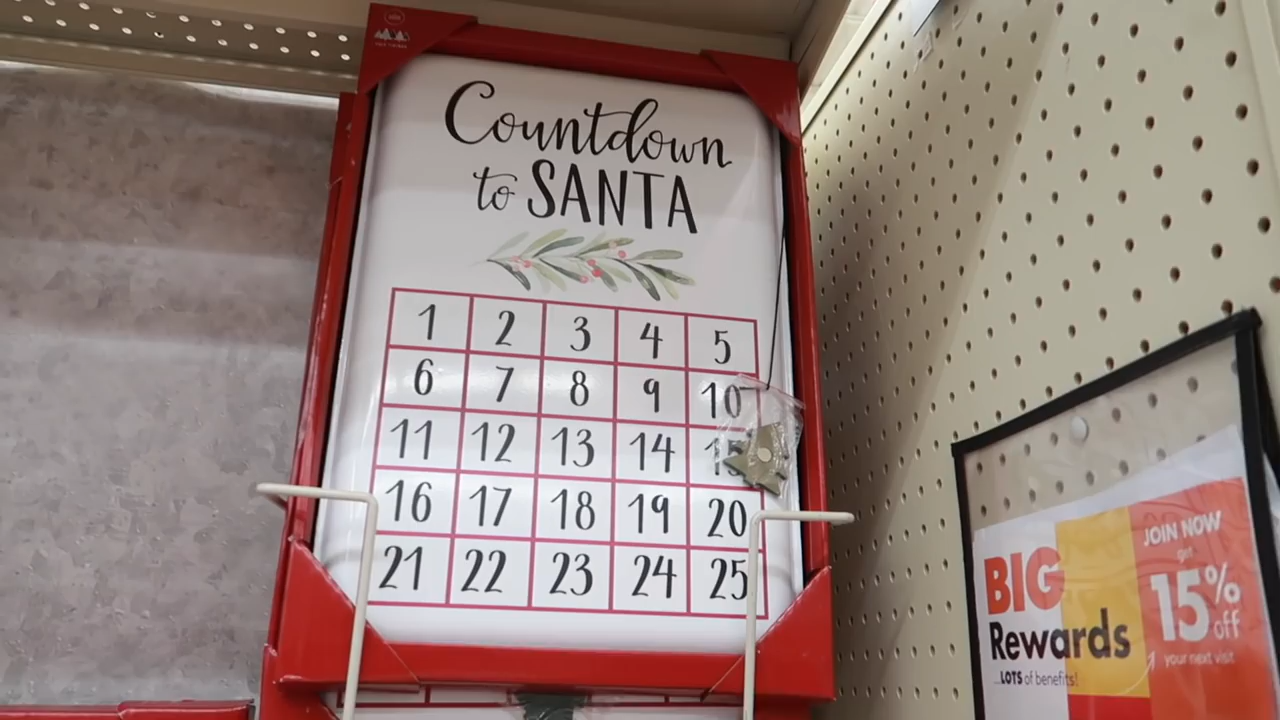 Countdown
to SANTA
1 2 3 4 5
6 7 8 9 10
11 12 13 14 15
16 17 18 19 20
21 22 23 24 25
BIG
Rewards
...LOTS of benefits!
JOIN NOW
get
15% off
your next visit